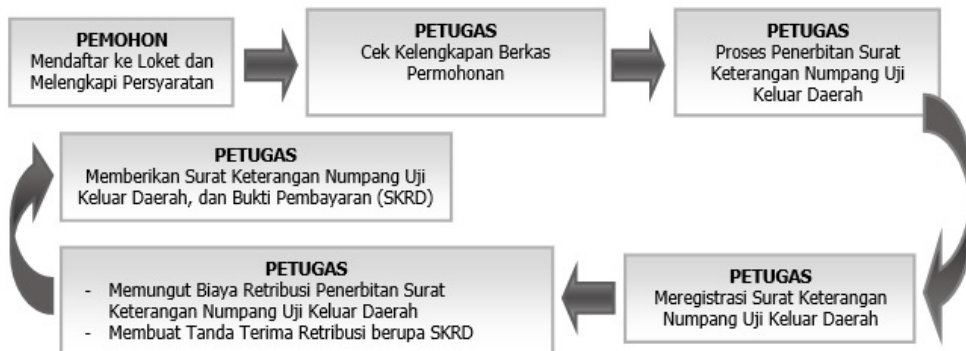 PEMOHON
Mendaftar ke Loket dan
Melengkapi Persyaratan
PETUGAS
Cek Kelengkapan Berkas
Permohonan
PETUGAS
Proses Penerbitan Surat
Keterangan Numpang Uji
Keluar Daerah
PETUGAS
Meregistrasi Surat Keterangan
Numpang Uji Keluar Daerah
PETUGAS
- Memungut Biaya Retribusi Penerbitan Surat
Keterangan Numpang Uji Keluar Daerah
- Membuat Tanda Terima Retribusi berupa SKRD
PETUGAS
Memberikan Surat Keterangan Numpang Uji
Keluar Daerah, dan Bukti Pembayaran (SKRD)